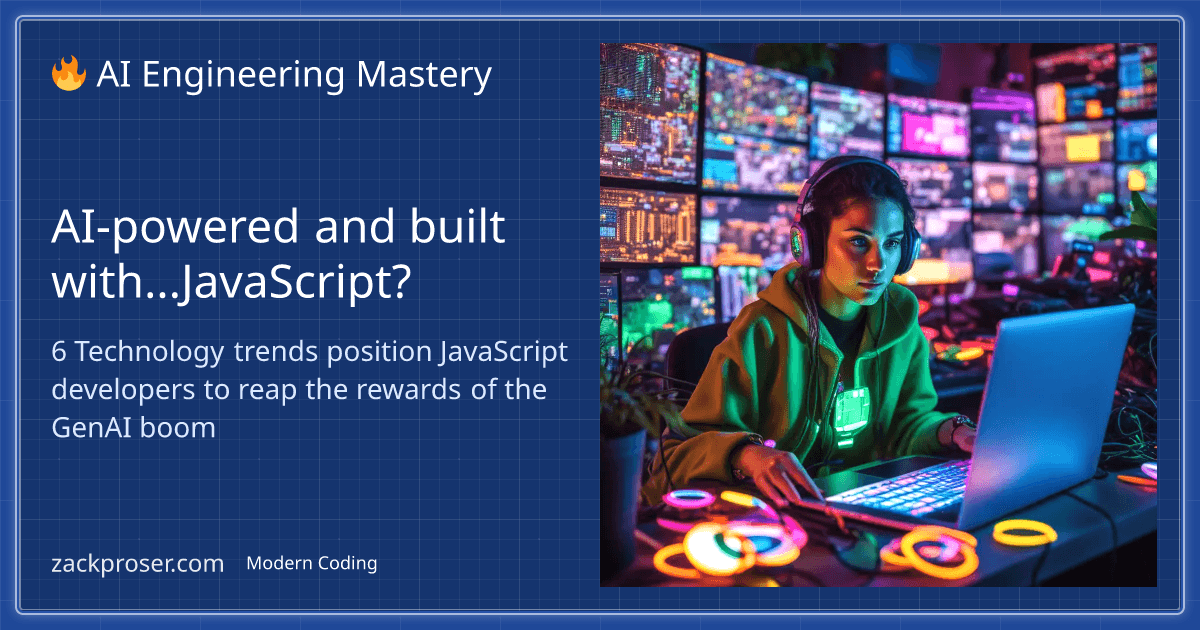 🔥 AI Engineering Mastery
AI-powered and built
with...JavaScript?
6 Technology trends position JavaScript
developers to reap the rewards of the
GenAI boom
zackproser.com Modern Coding